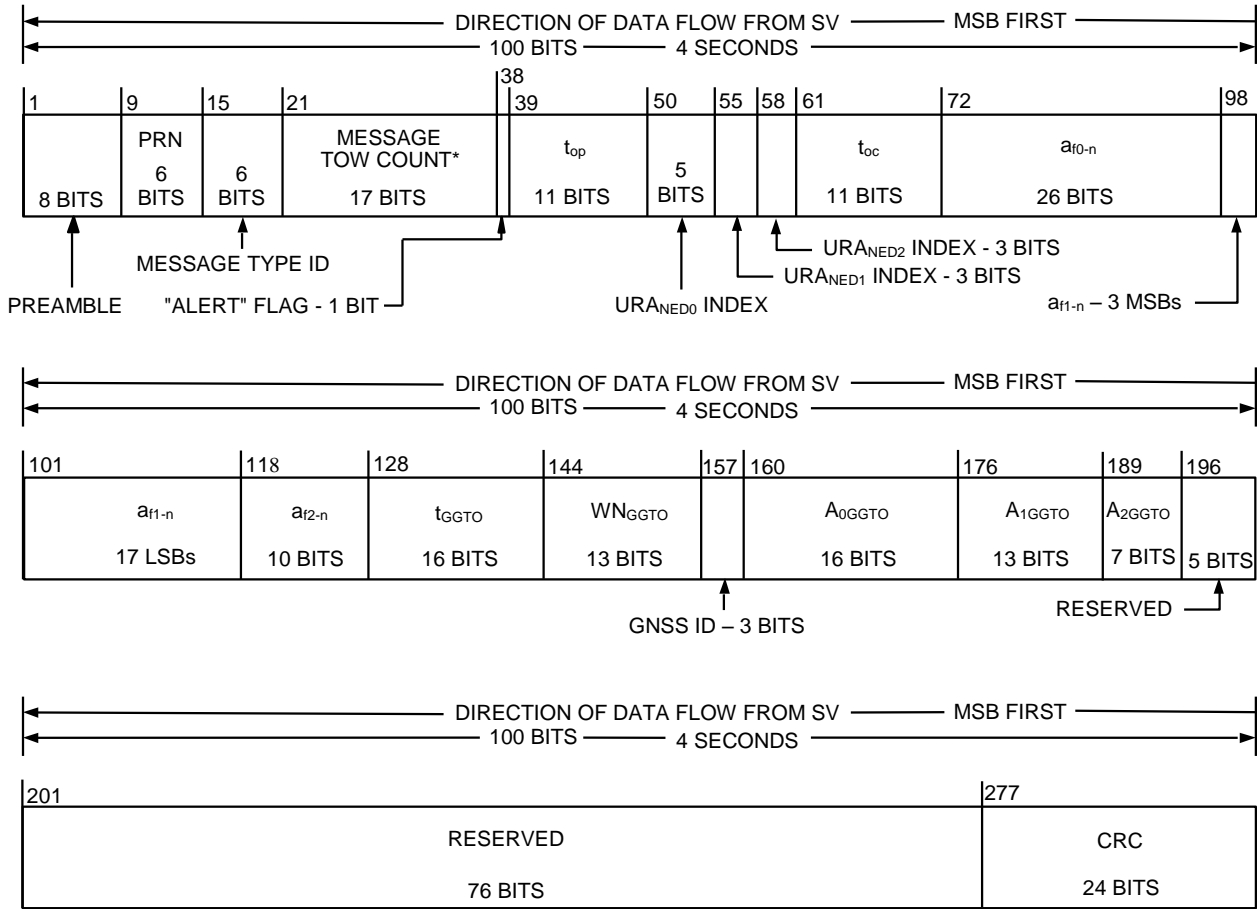 DIRECTION OF DATA FLOW FROM SV MSB FIRST
100 BITS 4 SECONDS
1 9 15 21 38 39 50 55 58 61 72 98
PRN MESSAGE t_op t_oc a_f0-n
6 TOW COUNT* 5
8 BITS BITS 6 BITS 17 BITS 11 BITS BITS 11 BITS 26 BITS
MESSAGE TYPE ID
URA_NED2 INDEX - 3 BITS
URA_NED1 INDEX - 3 BITS
PREAMBLE "ALERT" FLAG - 1 BIT URA_NED0 INDEX a_f1-n – 3 MSBs
DIRECTION OF DATA FLOW FROM SV MSB FIRST
100 BITS 4 SECONDS
101 118 128 144 157 160 176 189 196
a_f1-n a_f2-n t_GGTO WN_GGTO A_0GGTO A_1GGTO A_2GGTO
17 LSBs 10 BITS 16 BITS 13 BITS 16 BITS 13 BITS 7 BITS 5 BITS
GNSS ID – 3 BITS RESERVED
DIRECTION OF DATA FLOW FROM SV MSB FIRST
100 BITS 4 SECONDS
201 277
RESERVED CRC
76 BITS 24 BITS